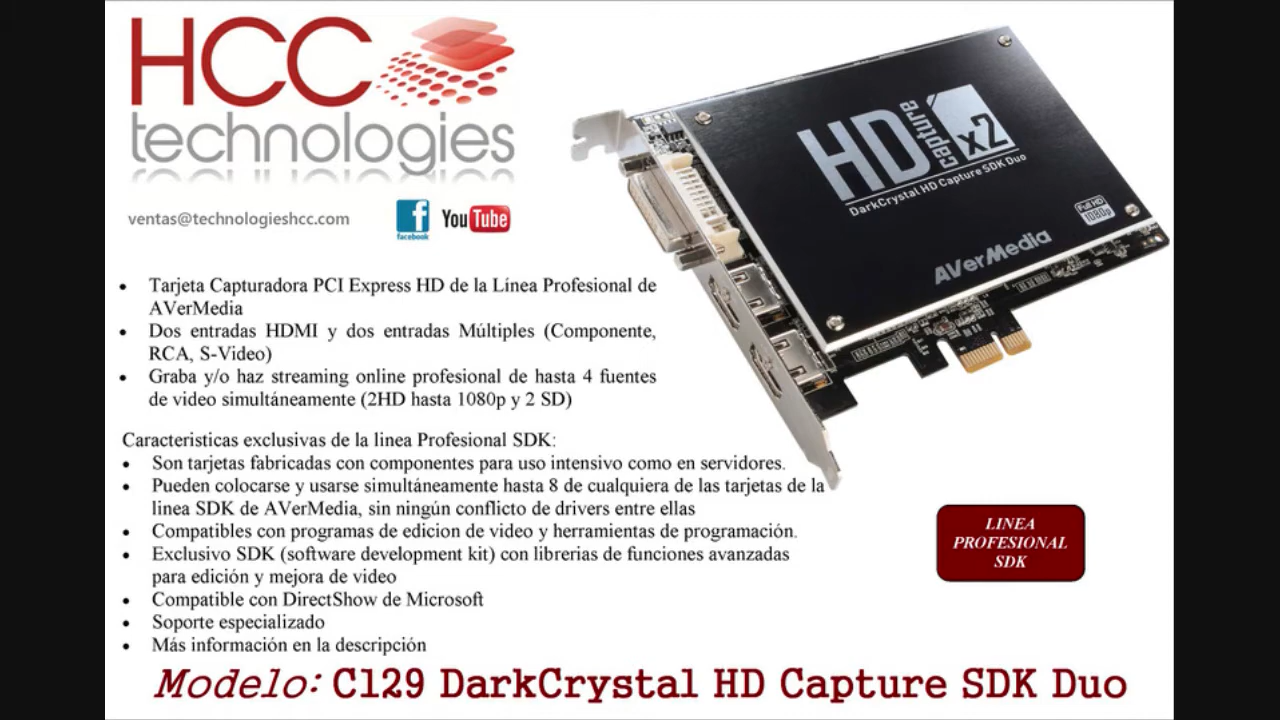 HCC
technologies
ventas@technologieshcc.com
facebook
You Tube
HD
capture
x2
DarkCrystal HD Capture SDK Duo
Full HD
1080p
AVerMedia
• Tarjeta Capturadora PCI Express HD de la Línea Profesional de
AVerMedia
• Dos entradas HDMI y dos entradas Múltiples (Componente,
RCA, S-Video)
• Graba y/o haz streaming online profesional de hasta 4 fuentes
de video simultáneamente (2HD hasta 1080p y 2 SD)
Caracteristicas exclusivas de la linea Profesional SDK:
• Son tarjetas fabricadas con componentes para uso intensivo como en servidores.
• Pueden colocarse y usarse simultáneamente hasta 8 de cualquiera de las tarjetas de la
linea SDK de AVerMedia, sin ningún conflicto de drivers entre ellas
• Compatibles con programas de edicion de video y herramientas de programación.
• Exclusivo SDK (software development kit) con librerias de funciones avanzadas
para edición y mejora de video
• Compatible con DirectShow de Microsoft
• Soporte especializado
• Más información en la descripción
LINEA
PROFESIONAL
SDK
Modelo: C129 DarkCrystal HD Capture SDK Duo